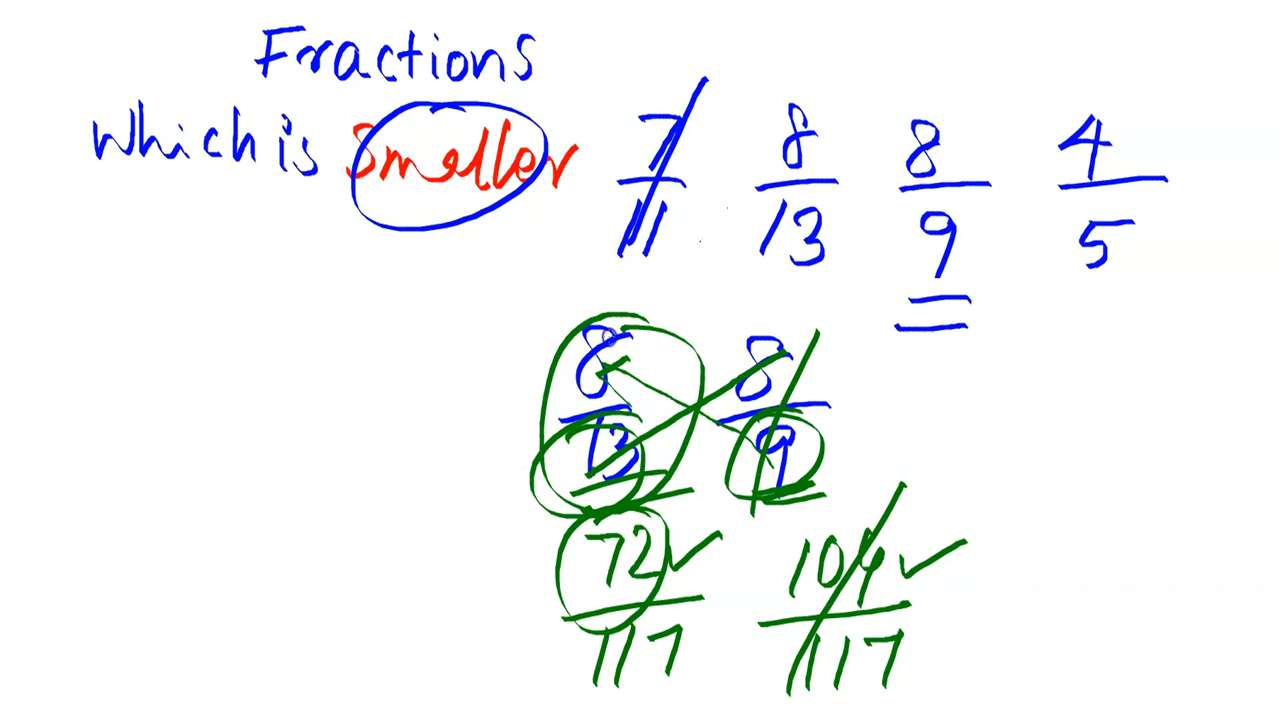 Fractions
Which is Smeller 7/11 8/13 8/9 4/5
8/13 8/9
72/117 104/117